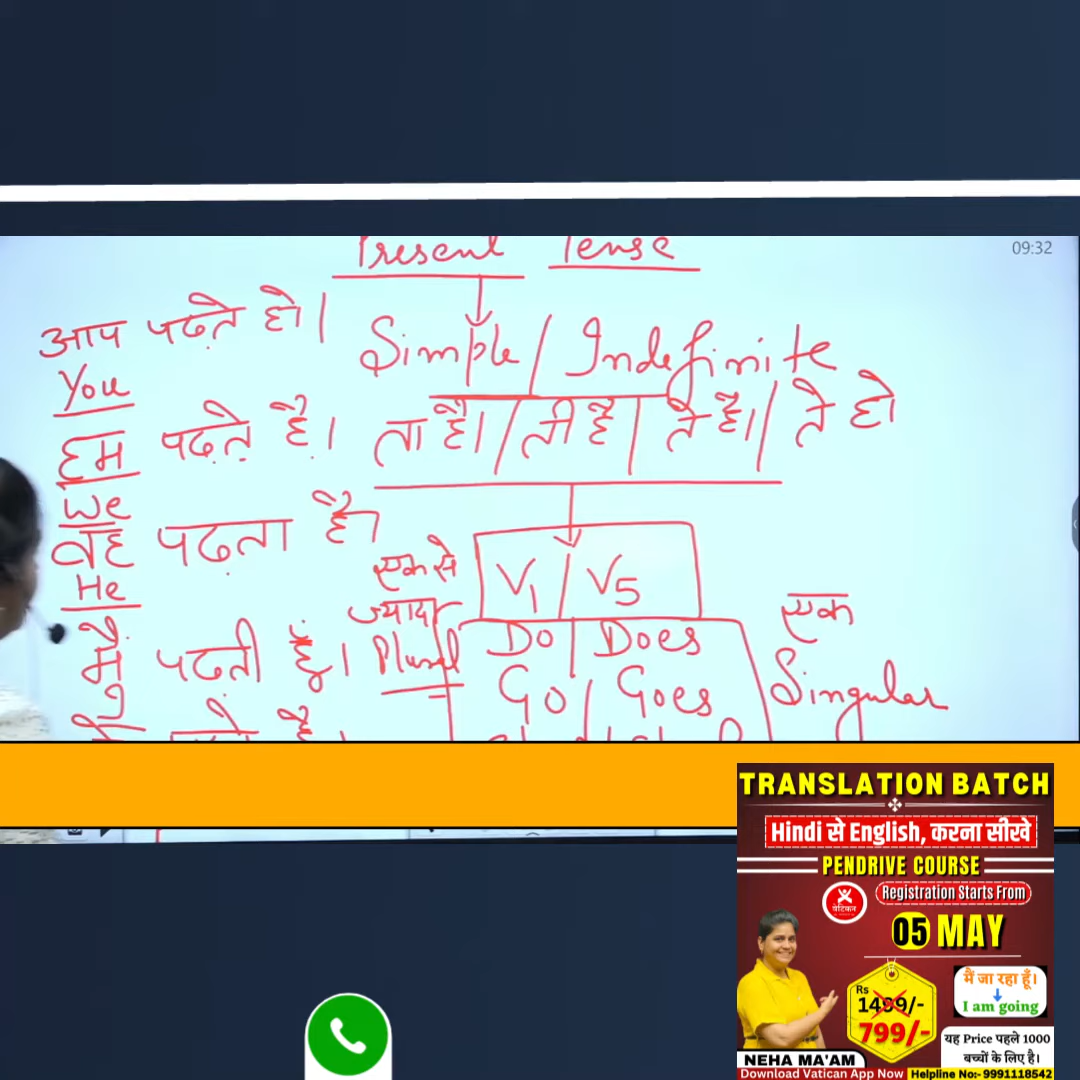 Present Tense
09:32
आप पढ़ते हो।
Simple / Indefinite
You
हम पढ़ते है।
ता है। / ती है / ते है। / ते हो
We
वह पढ़ता है
He
एक से
ज्यादा
Plural
V1 / V5
एक
Singular
Do / Does
Go / Goes
मैं पढ़ती हूँ।
TRANSLATION BATCH
Hindi से English, करना सीखे
PENDRIVE COURSE
Registration Starts From
05 MAY
मैं जा रहा हूँ।
I am going
Rs
1499/-
799/-
यह Price पहले 1000
बच्चों के लिए है।
NEHA MA'AM
Download Vatican App Now
Helpline No:- 9991118542